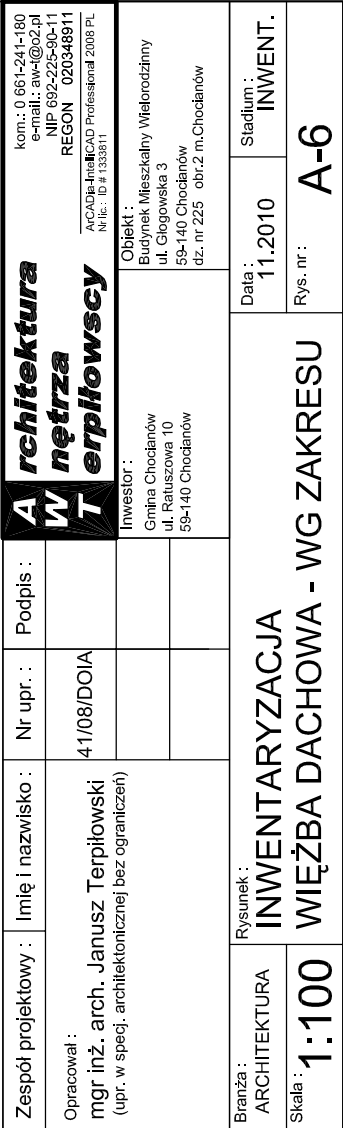 Zespół projektowy :
Imię i nazwisko :
Nr upr. :
Podpis :
Opracował :
mgr inż. arch. Janusz Terpiłowski
(upr. w specj. architektonicznej bez ograniczeń)
41/08/DOIA
A rchitektura
W nętrza
T erpiłowscy
kom.: 0 661-241-180
e-mail.: aw-t@o2.pl
NIP 692-225-90-11
REGON 020348911
ArCADia-IntelliCAD Professional 2008 PL
Nr lic.: ID # 1333811
Inwestor :
Gmina Chocianów
ul. Ratuszowa 10
59-140 Chocianów
Obiekt :
Budynek Mieszkalny Wielorodzinny
ul. Głogowska 3
59-140 Chocianów
dz. nr 225 obr.2 m.Chocianów
Branża :
ARCHITEKTURA
Rysunek :
INWENTARYZACJA
WIĘŹBA DACHOWA - WG ZAKRESU
Data :
11.2010
Stadium :
INWENT.
Skala :
1:100
Rys. nr :
A-6